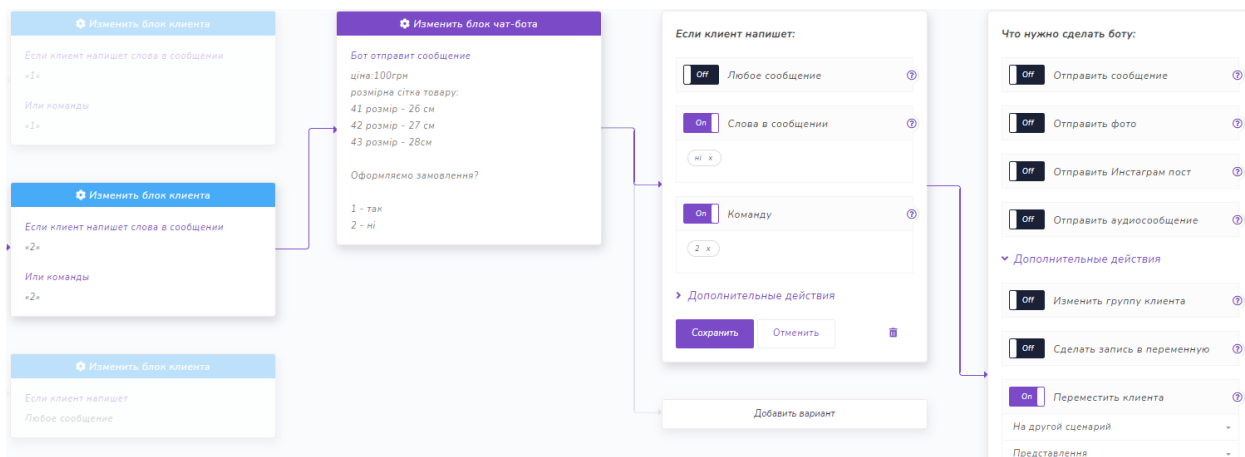 Изменить блок клиента
Если клиент напишет слова в сообщении
«1»
Или команды
«1»
Изменить блок клиента
Если клиент напишет слова в сообщении
«2»
Или команды
«2»
Изменить блок клиента
Если клиент напишет
Любое сообщение
Изменить блок чат-бота
Бот отправит сообщение
ціна:100грн
розмірна сітка товару:
41 розмір - 26 см
42 розмір - 27 см
43 розмір - 28см
Оформляємо замовлення?
1 - так
2 - ні
Если клиент напишет:
Off Любое сообщение ?
On Слова в сообщении ?
ні x
On Команду ?
2 x
Дополнительные действия
Сохранить Отменить
Добавить вариант
Что нужно сделать боту:
Off Отправить сообщение ?
Off Отправить фото ?
Off Отправить Инстаграм пост ?
Off Отправить аудиосообщение ?
Дополнительные действия
Off Изменить группу клиента ?
Off Сделать запись в переменную ?
On Переместить клиента ?
На другой сценарий
Представлення